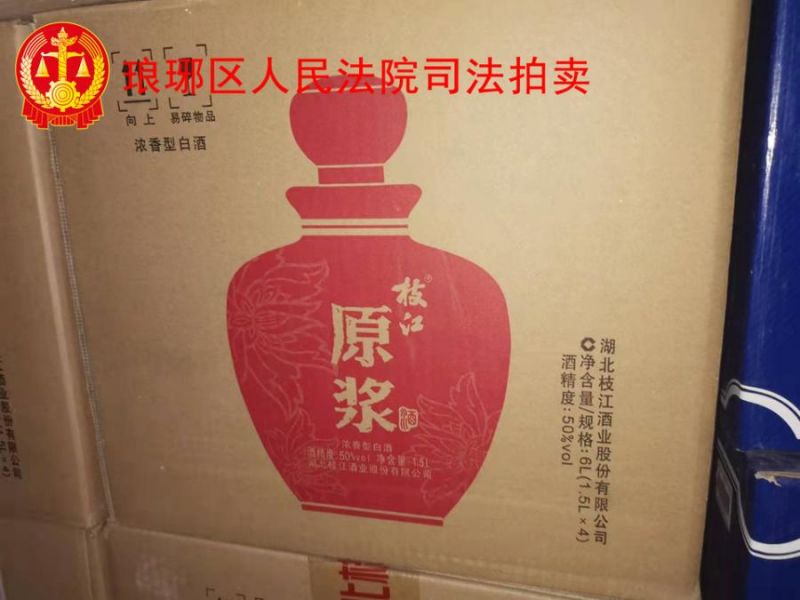 琅琊区人民法院司法拍卖
向上 易碎物品
浓香型白酒
枝江
原浆
酒
浓香型白酒
酒精度:50%vol 净含量:1.5L
湖北枝江酒业股份有限公司
湖北枝江酒业股份有限公司
净含量/规格:6L(1.5L×4)
酒精度:50%vol